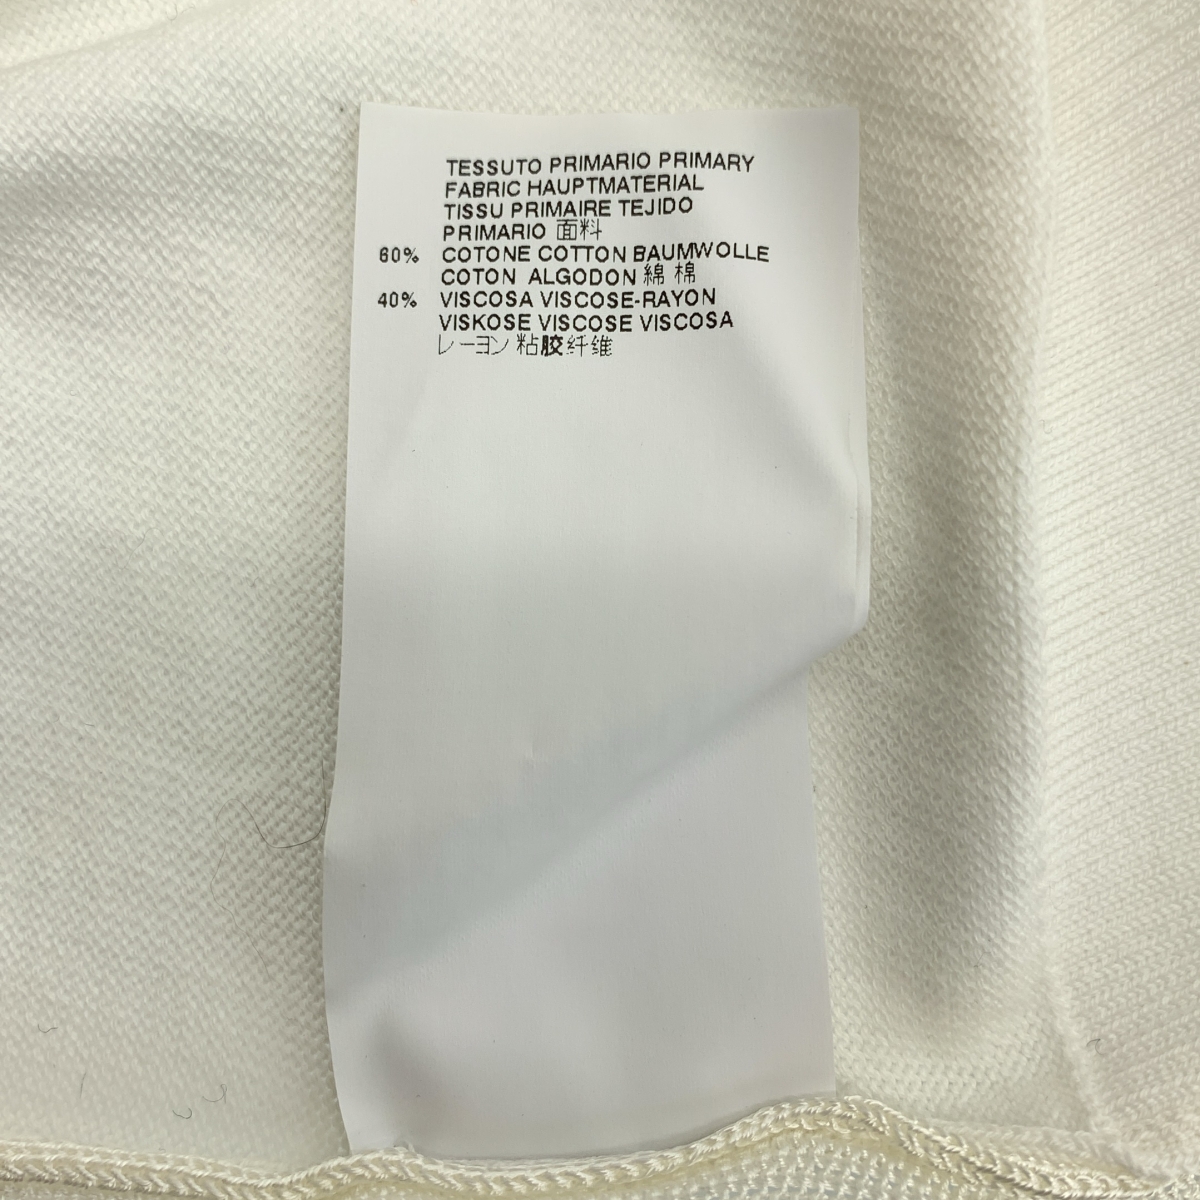 TESSUTO PRIMARIO PRIMARY
FABRIC HAUPTMATERIAL
TISSU PRIMAIRE TEJIDO
PRIMARIO 面料
60% COTONE COTTON BAUMWOLLE
COTON ALGODON 綿 棉
40% VISCOSA VISCOSE-RAYON
VISKOSE VISCOSE VISCOSA
レーヨン 粘胶纤维